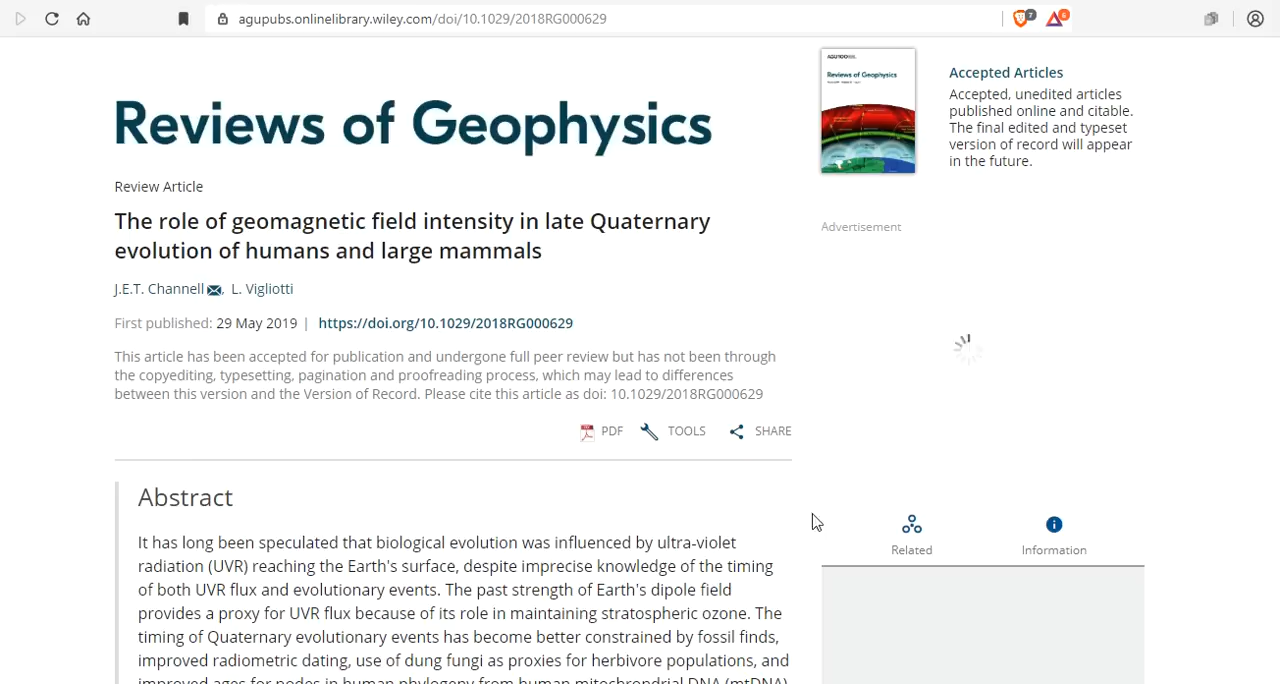 agupubs.onlinelibrary.wiley.com/doi/10.1029/2018RG000629
7
6
Reviews of Geophysics
Review Article
The role of geomagnetic field intensity in late Quaternary
evolution of humans and large mammals
J.E.T. Channell, L. Vigliotti
First published: 29 May 2019 | https://doi.org/10.1029/2018RG000629
This article has been accepted for publication and undergone full peer review but has not been through
the copyediting, typesetting, pagination and proofreading process, which may lead to differences
between this version and the Version of Record. Please cite this article as doi: 10.1029/2018RG000629
PDF TOOLS SHARE
Abstract
It has long been speculated that biological evolution was influenced by ultra-violet
radiation (UVR) reaching the Earth's surface, despite imprecise knowledge of the timing
of both UVR flux and evolutionary events. The past strength of Earth's dipole field
provides a proxy for UVR flux because of its role in maintaining stratospheric ozone. The
timing of Quaternary evolutionary events has become better constrained by fossil finds,
improved radiometric dating, use of dung fungi as proxies for herbivore populations, and
improved ages for nodes in human phylogeny from human mitochrondrial DNA (mtDNA)
Reviews of Geophysics
Accepted Articles
Accepted, unedited articles
published online and citable.
The final edited and typeset
version of record will appear
in the future.
Advertisement
Related Information